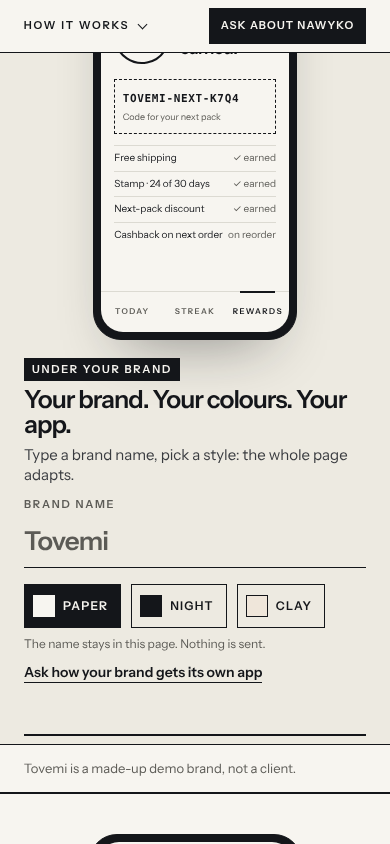 HOW IT WORKS
ASK ABOUT NAWYKO
TOVEMI-NEXT-K7Q4
Code for your next pack
Free shipping ✓ earned
Stamp · 24 of 30 days ✓ earned
Next-pack discount ✓ earned
Cashback on next order on reorder
TODAY STREAK REWARDS
UNDER YOUR BRAND
Your brand. Your colours. Your
app.
Type a brand name, pick a style: the whole page
adapts.
BRAND NAME
Tovemi
PAPER NIGHT CLAY
The name stays in this page. Nothing is sent.
Ask how your brand gets its own app
Tovemi is a made-up demo brand, not a client.